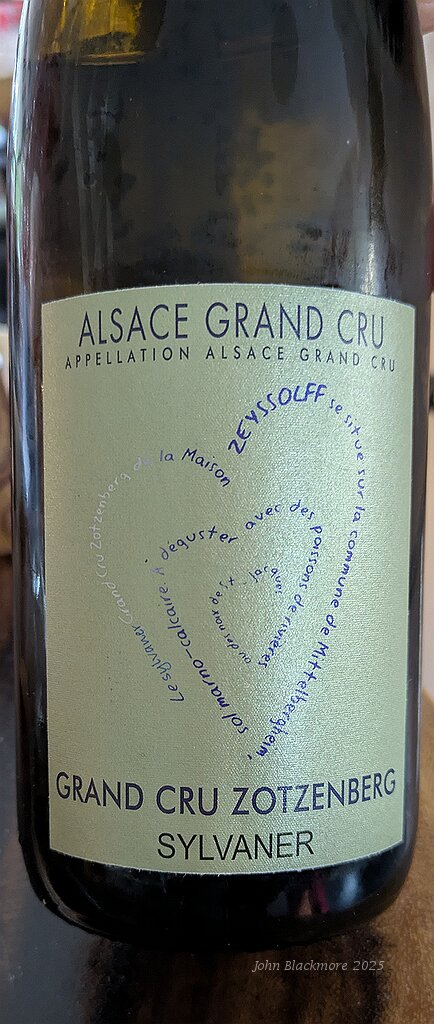 ALSACE GRAND CRU
APPELLATION ALSACE GRAND CRU
Le sylvaner Grand Cru Zotzenberg de la Maison ZEYSSOLFF se situe sur la commune de Mittelbergheim, sol marno-calcaire. A déguster avec des poissons de rivières ou des noix de St Jacques
GRAND CRU ZOTZENBERG
SYLVANER
John Blackmore 2025